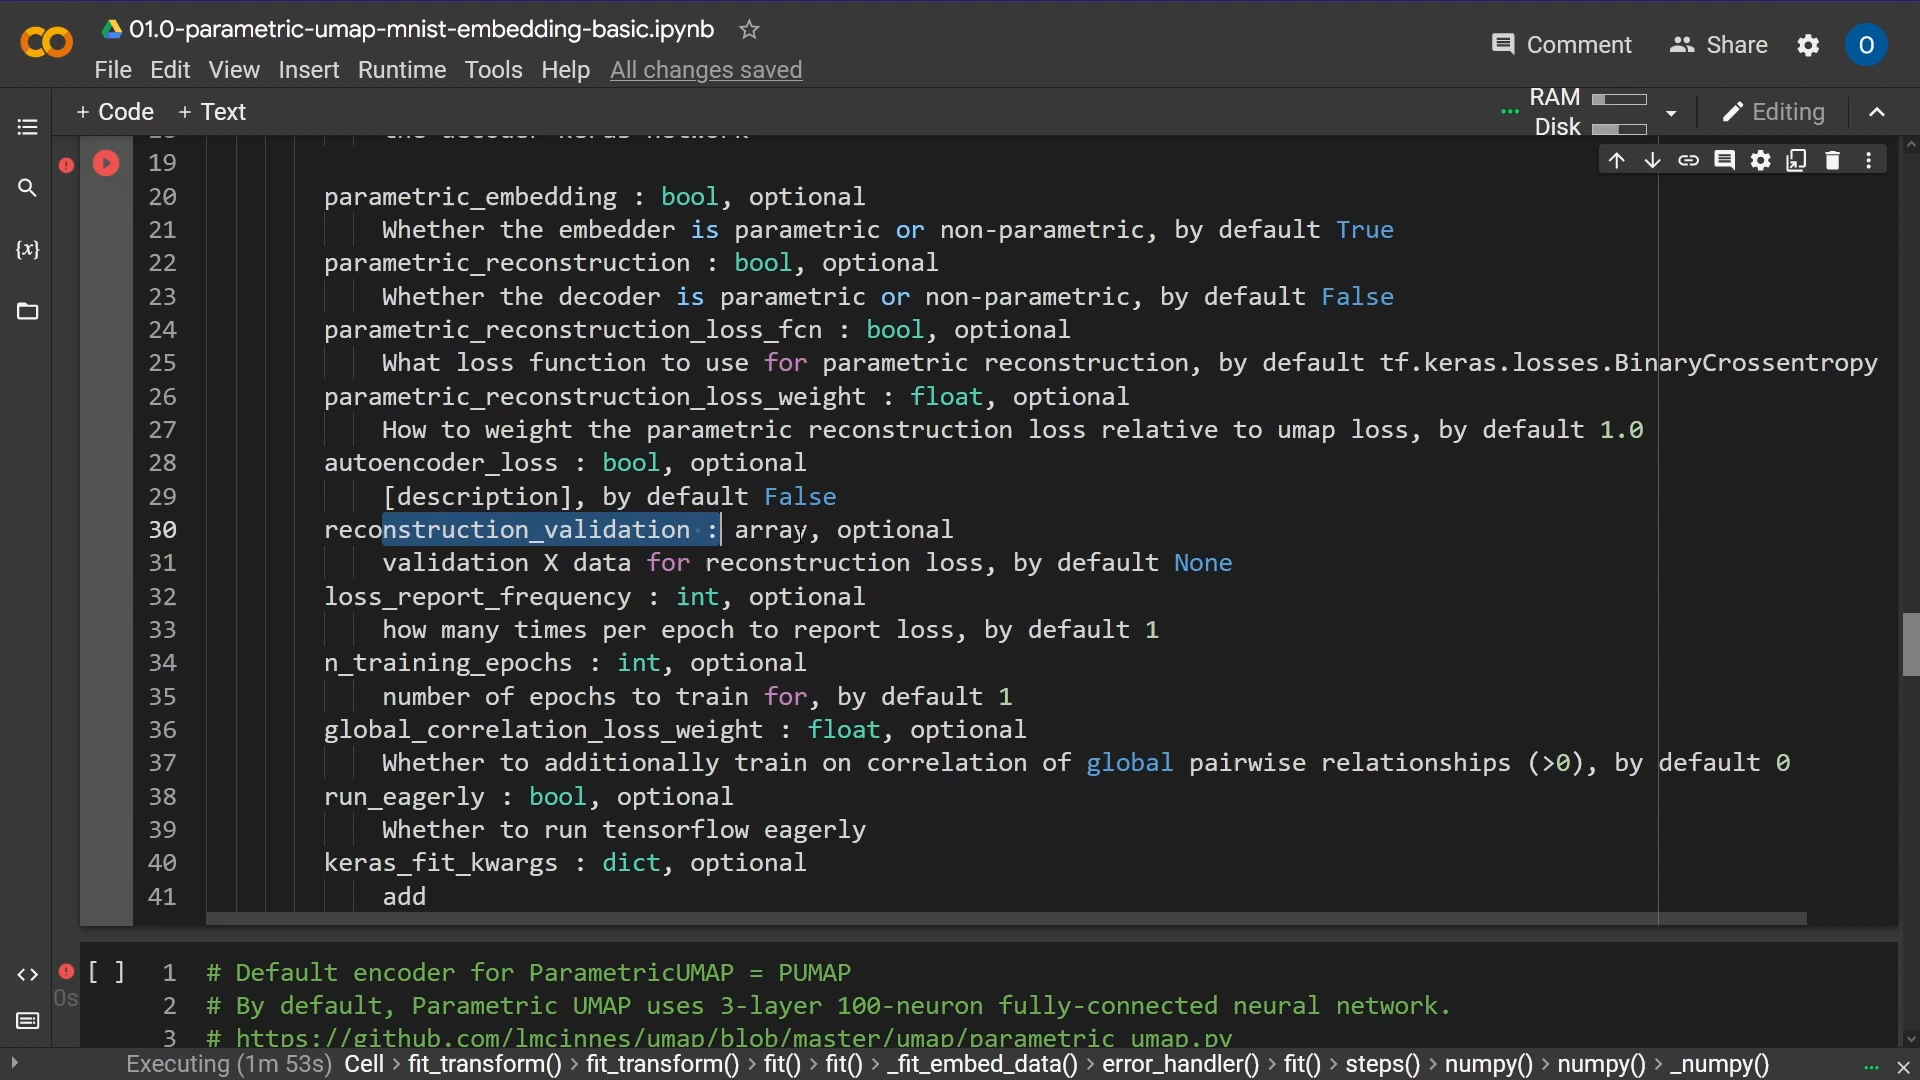 01.0-parametric-umap-mnist-embedding-basic.ipynb
Comment
Share
O
File Edit View Insert Runtime Tools Help All changes saved
+ Code + Text
RAM
Disk
Editing
19
20 parametric_embedding : bool, optional
21 Whether the embedder is parametric or non-parametric, by default True
22 parametric_reconstruction : bool, optional
23 Whether the decoder is parametric or non-parametric, by default False
24 parametric_reconstruction_loss_fcn : bool, optional
25 What loss function to use for parametric reconstruction, by default tf.keras.losses.BinaryCrossentropy
26 parametric_reconstruction_loss_weight : float, optional
27 How to weight the parametric reconstruction loss relative to umap loss, by default 1.0
28 autoencoder_loss : bool, optional
29 [description], by default False
30 reconstruction_validation : array, optional
31 validation X data for reconstruction loss, by default None
32 loss_report_frequency : int, optional
33 how many times per epoch to report loss, by default 1
34 n_training_epochs : int, optional
35 number of epochs to train for, by default 1
36 global_correlation_loss_weight : float, optional
37 Whether to additionally train on correlation of global pairwise relationships (>0), by default 0
38 run_eagerly : bool, optional
39 Whether to run tensorflow eagerly
40 keras_fit_kwargs : dict, optional
41 add
[ ] 1 # Default encoder for ParametricUMAP = PUMAP
0s 2 # By default, Parametric UMAP uses 3-layer 100-neuron fully-connected neural network.
3 # https://github.com/lmcinnes/umap/blob/master/umap/parametric_umap.py
Executing (1m 53s) Cell > fit_transform() > fit_transform() > fit() > fit() > _fit_embed_data() > error_handler() > fit() > steps() > numpy() > numpy() > _numpy()